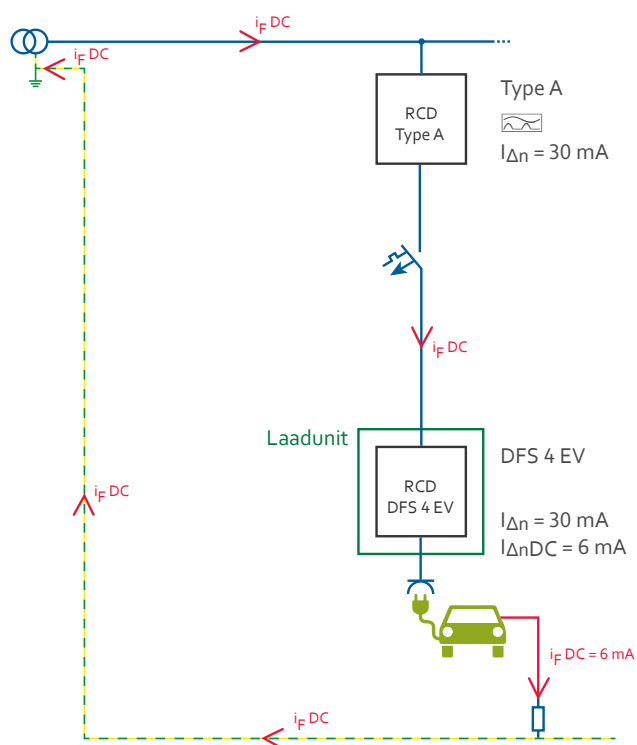 i_F DC
i_F DC
RCD
Type A
Type A
I_Δn = 30 mA
i_F DC
Laadunit
RCD
DFS 4 EV
DFS 4 EV
I_Δn = 30 mA
I_ΔnDC = 6 mA
i_F DC
i_F DC = 6 mA
i_F DC